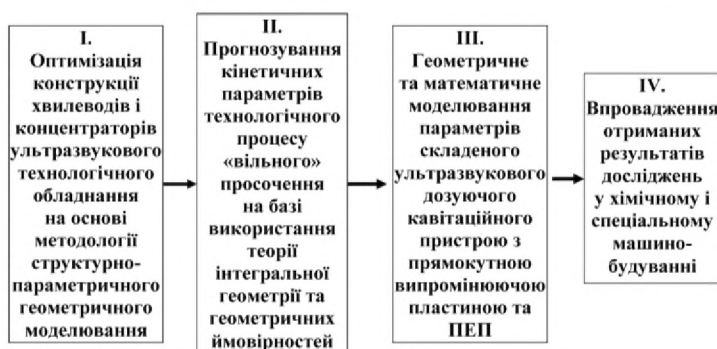 I.
Оптимізація
конструкції
хвилеводів і
концентраторів
ультразвукового
технологічного
обладнання
на основі
методології
структурно-
параметричного
геометричного
моделювання
II.
Прогнозування
кінетичних
параметрів
технологічного
процесу
«вільного»
просочення
на базі
використання
теорії
інтегральної
геометрії та
геометричних
ймовірностей
III.
Геометричне
та математичне
моделювання
параметрів
складеного
ультразвукового
дозуючого
кавітаційного
пристрою з
прямокутною
випромінюючою
пластиною та
ПЕП
IV.
Впровадження
отриманих
результатів
досліджень
у хімічному і
спеціальному
машино-
будуванні